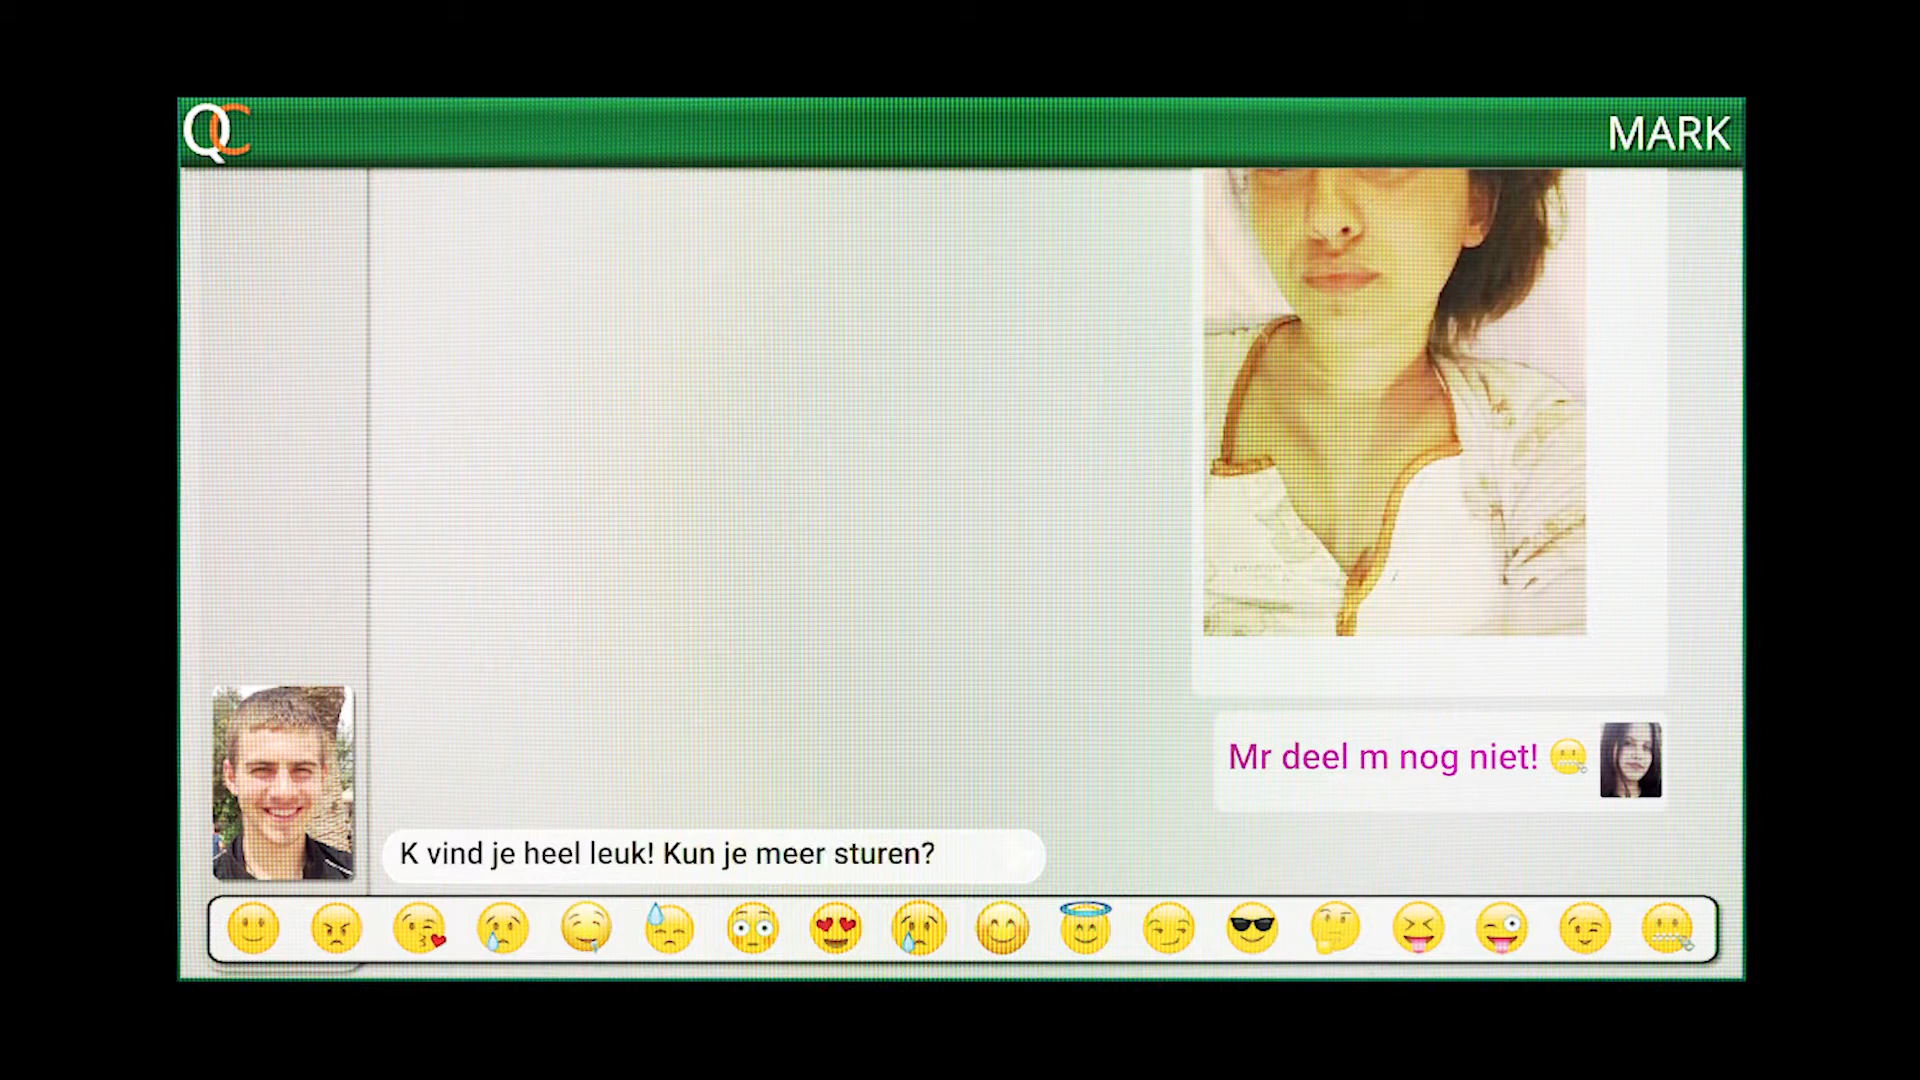 QC
MARK
Mr deel m nog niet!
K vind je heel leuk! Kun je meer sturen?